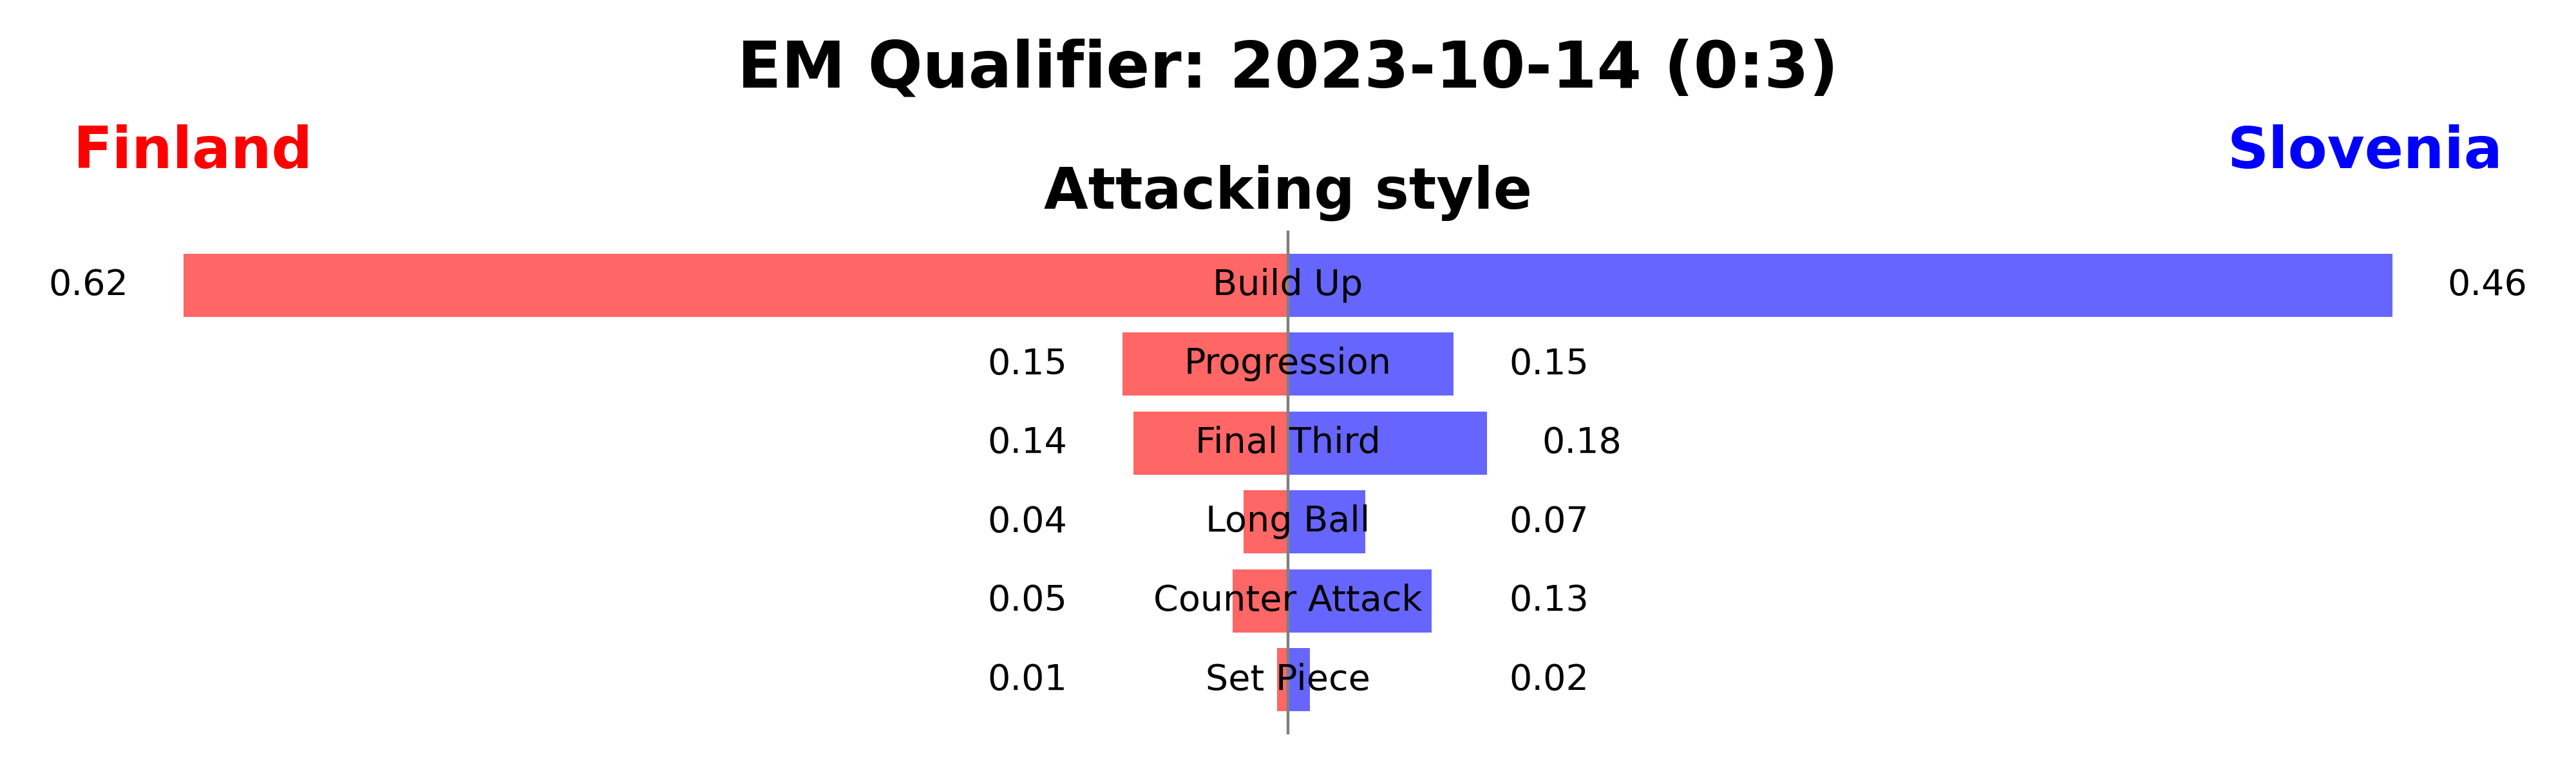 EM Qualifier: 2023-10-14 (0:3)
Finland Slovenia
Attacking style
0.62 Build Up 0.46
0.15 Progression 0.15
0.14 Final Third 0.18
0.04 Long Ball 0.07
0.05 Counter Attack 0.13
0.01 Set Piece 0.02